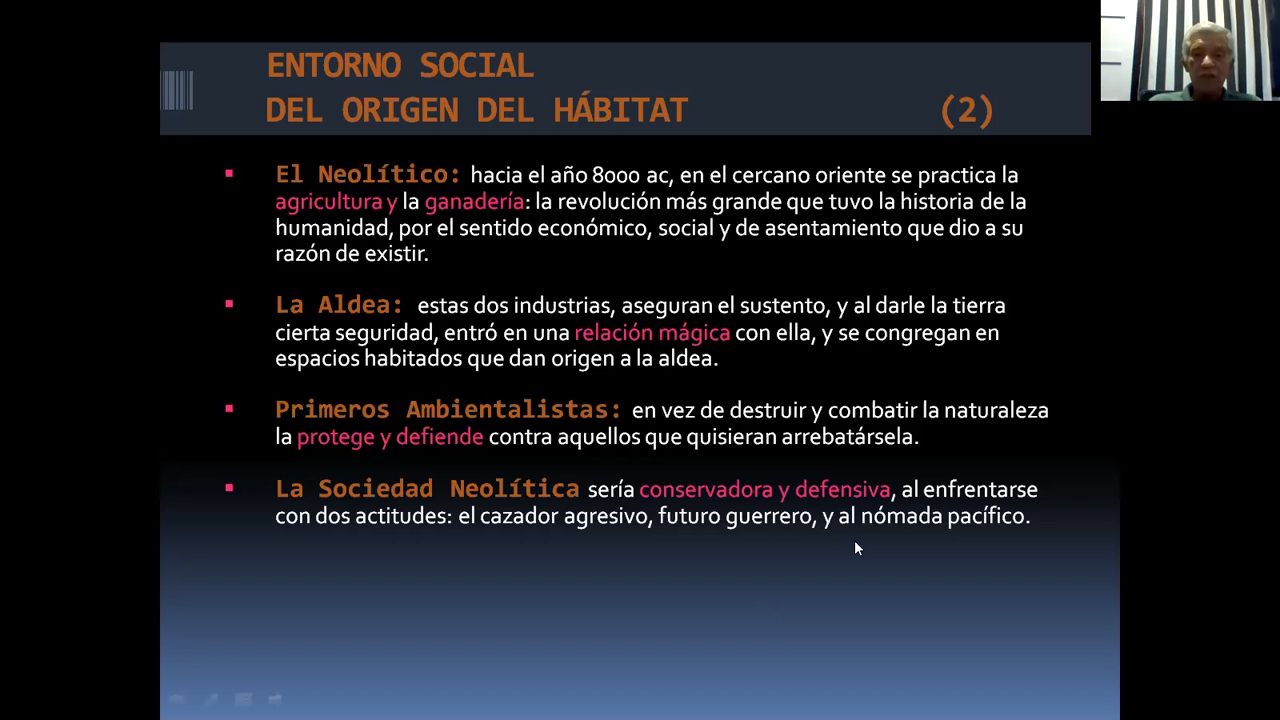 ENTORNO SOCIAL
DEL ORIGEN DEL HÁBITAT (2)
El Neolítico: hacia el año 8000 ac, en el cercano oriente se practica la
agricultura y la ganadería: la revolución más grande que tuvo la historia de la
humanidad, por el sentido económico, social y de asentamiento que dio a su
razón de existir.
La Aldea: estas dos industrias, aseguran el sustento, y al darle la tierra
cierta seguridad, entró en una relación mágica con ella, y se congregan en
espacios habitados que dan origen a la aldea.
Primeros Ambientalistas: en vez de destruir y combatir la naturaleza
la protege y defiende contra aquellos que quisieran arrebatársela.
La Sociedad Neolítica sería conservadora y defensiva, al enfrentarse
con dos actitudes: el cazador agresivo, futuro guerrero, y al nómada pacífico.